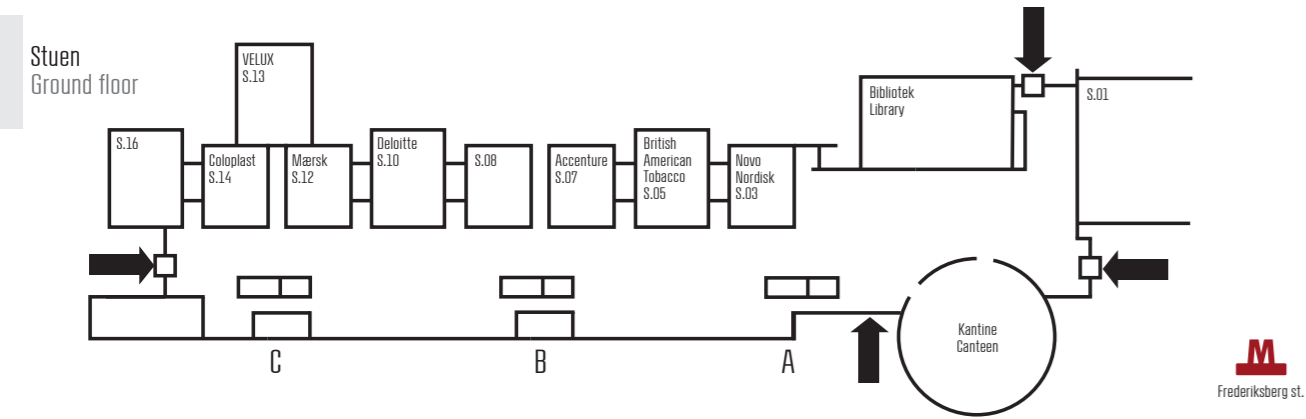 Stuen
Ground floor
VELUX
S.13
S.16
Coloplast
S.14
Mærsk
S.12
Deloitte
S.10
S.08
Accenture
S.07
British
American
Tobacco
S.05
Novo
Nordisk
S.03
Bibliotek
Library
S.01
Kantine
Canteen
C
B
A
M
Frederiksberg st.